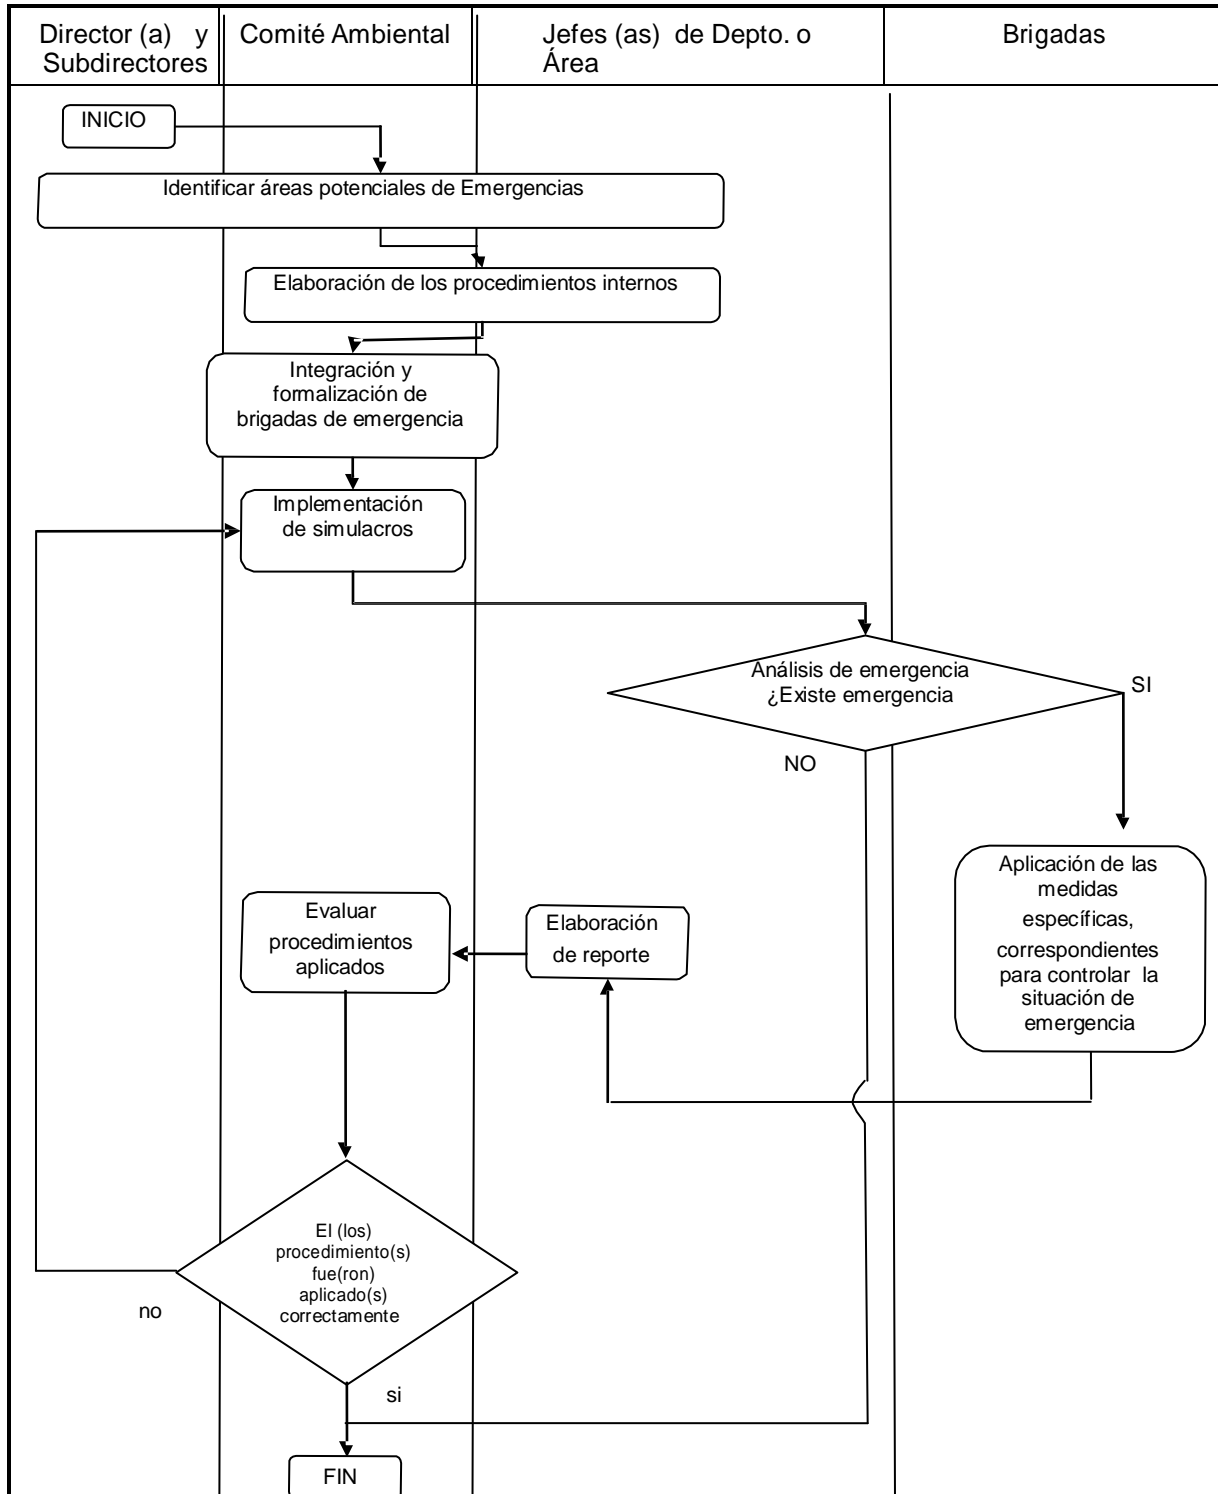 Director (a) y
Subdirectores
Comité Ambiental
Jefes (as) de Depto. o
Área
Brigadas
INICIO
Identificar áreas potenciales de Emergencias
Elaboración de los procedimientos internos
Integración y
formalización de
brigadas de emergencia
Implementación
de simulacros
Análisis de emergencia
¿Existe emergencia
SI
NO
Aplicación de las
medidas
específicas,
correspondientes
para controlar la
situación de
emergencia
Elaboración
de reporte
Evaluar
procedimientos
aplicados
El (los)
procedimiento(s)
fue(ron)
aplicado(s)
correctamente
no
si
FIN